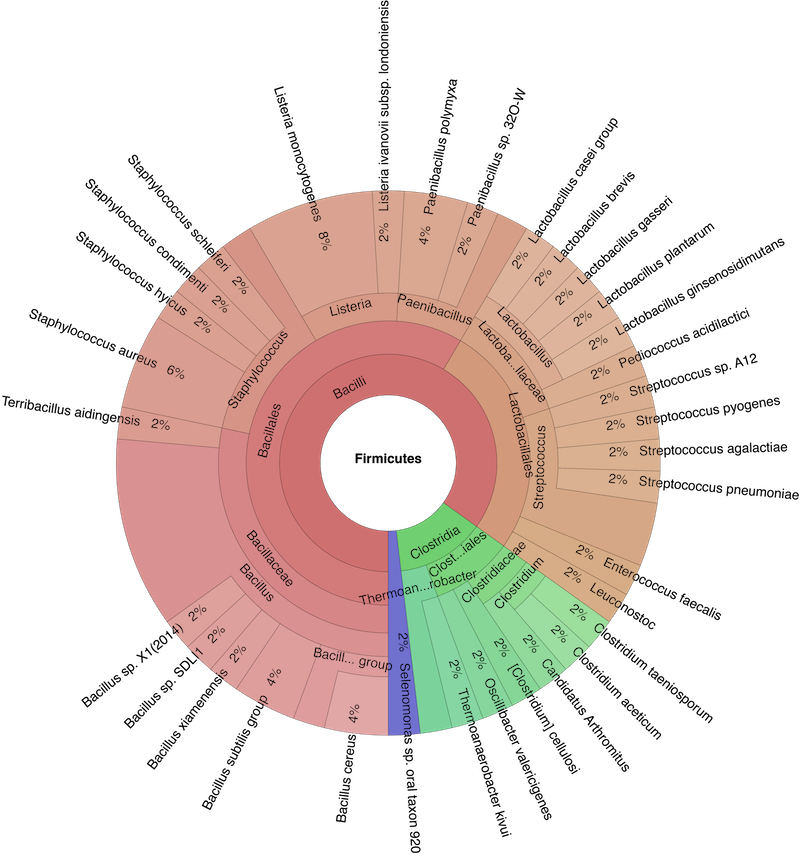 Firmicutes
Bacilli
Bacillales
Bacillaceae
Bacillus
Bacill... group
Bacillus cereus
4%
Bacillus subtilis group
4%
Bacillus xiamenensis
2%
Bacillus sp. SDLI1
2%
Bacillus sp. X1(2014)
2%
Terribacillus aidingensis
2%
Staphylococcus
Staphylococcus aureus
6%
Staphylococcus hyicus
2%
Staphylococcus condimenti
2%
Staphylococcus schleiferi
2%
Listeria
Listeria monocytogenes
8%
Listeria ivanovii subsp. londoniensis
2%
Paenibacillus
Paenibacillus polymyxa
4%
Paenibacillus sp. 32O-W
2%
Lactobacillales
Lactoba...llaceae
Lactobacillus
Lactobacillus casei group
2%
Lactobacillus brevis
2%
Lactobacillus gasseri
2%
Lactobacillus plantarum
2%
Lactobacillus ginsenosidimutans
2%
Pediococcus acidilactici
2%
Streptococcus
Streptococcus sp. A12
2%
Streptococcus pyogenes
2%
Streptococcus agalactiae
2%
Streptococcus pneumoniae
2%
Enterococcus faecalis
2%
Leuconostoc
2%
Clostridia
Clost...iales
Clostridiaceae
Clostridium
Clostridium taeniosporum
2%
Clostridium aceticum
2%
Candidatus Arthromitus
2%
[Clostridium] cellulosi
2%
Oscillibacter valericigenes
2%
Thermoan...robacter
Thermoanaerobacter kivui
2%
Selenomonas sp. oral taxon 920
2%